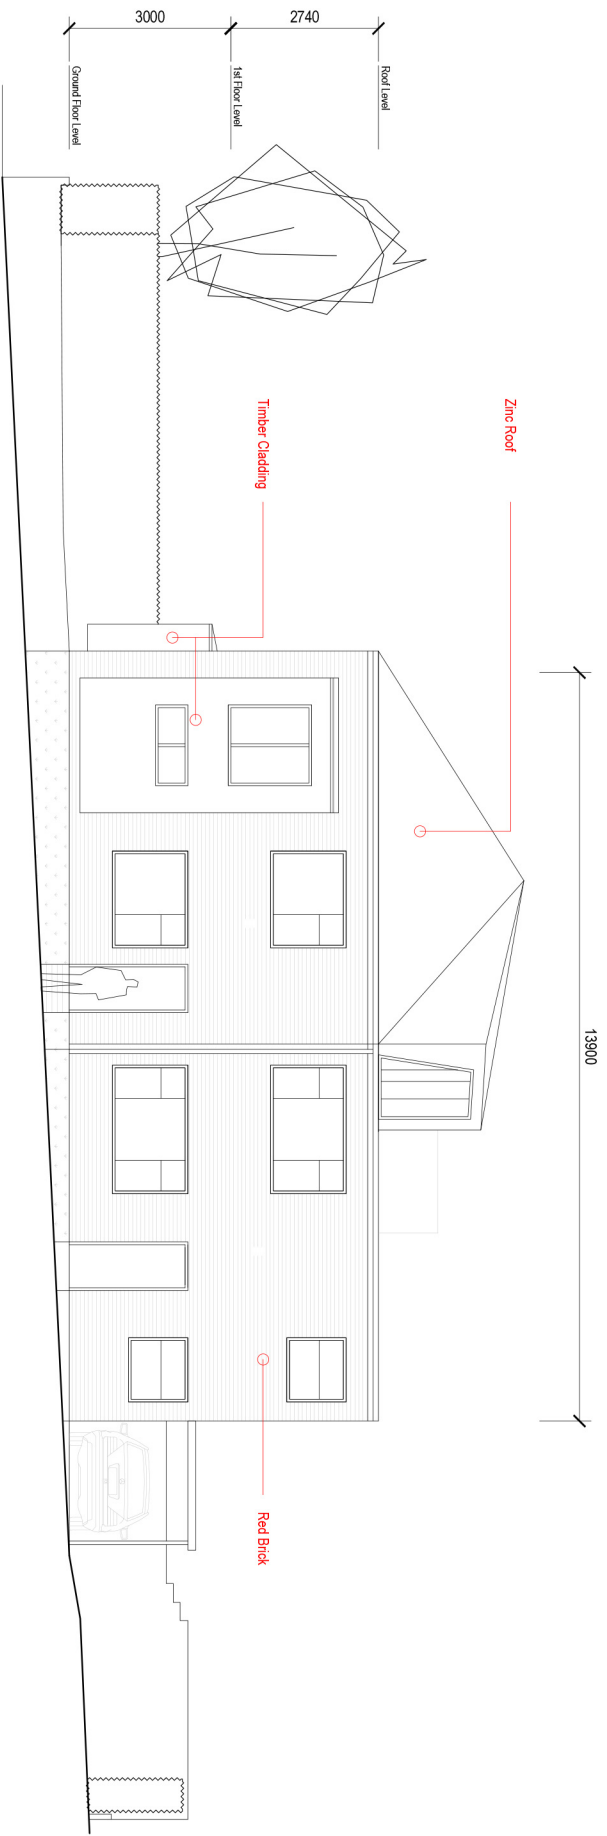 3000
2740
Ground Floor Level
1st Floor Level
Roof Level
Timber Cladding
Zinc Roof
13900
Red Brick